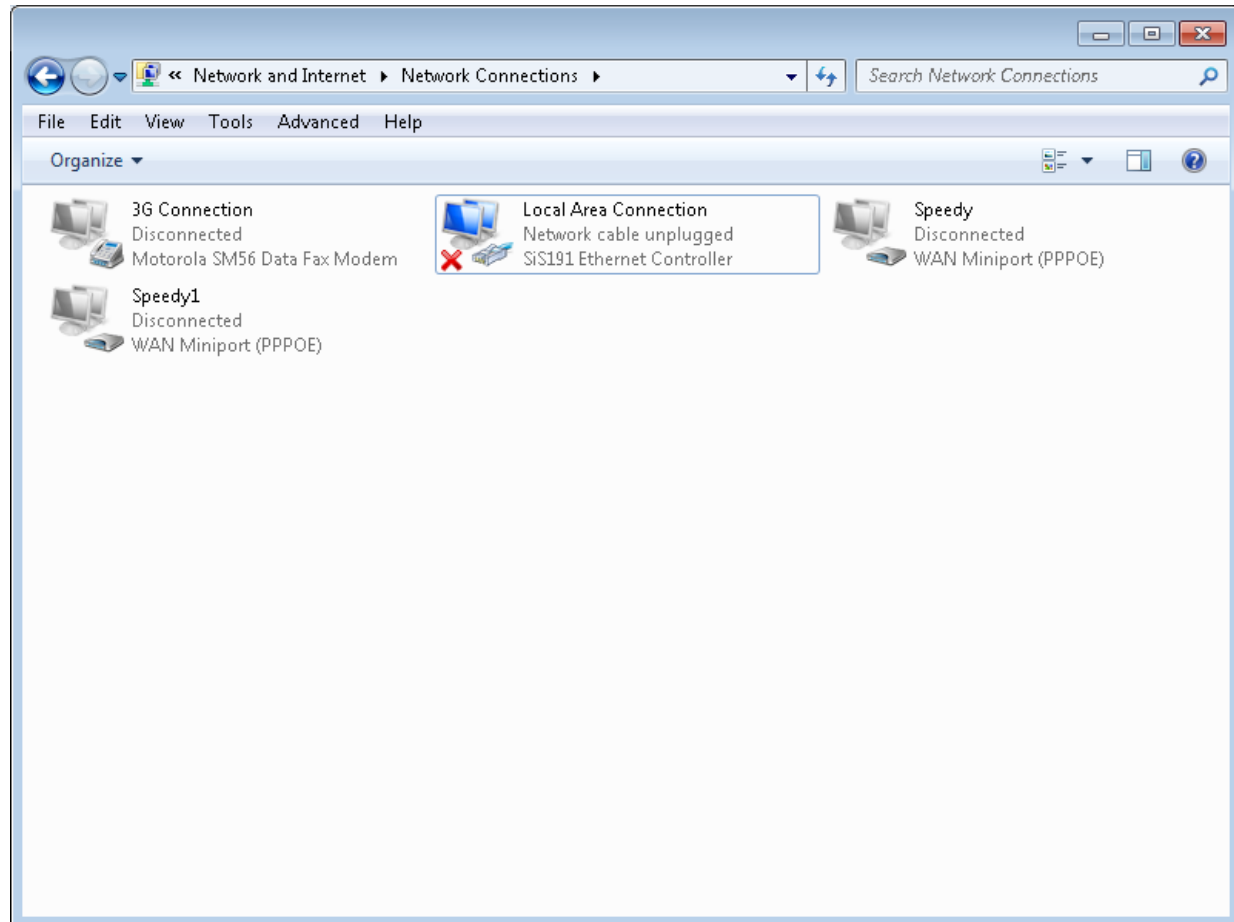 « Network and Internet ▸ Network Connections ▸
Search Network Connections
File Edit View Tools Advanced Help
Organize
3G Connection
Disconnected
Motorola SM56 Data Fax Modem
Local Area Connection
Network cable unplugged
SiS191 Ethernet Controller
Speedy
Disconnected
WAN Miniport (PPPOE)
Speedy1
Disconnected
WAN Miniport (PPPOE)